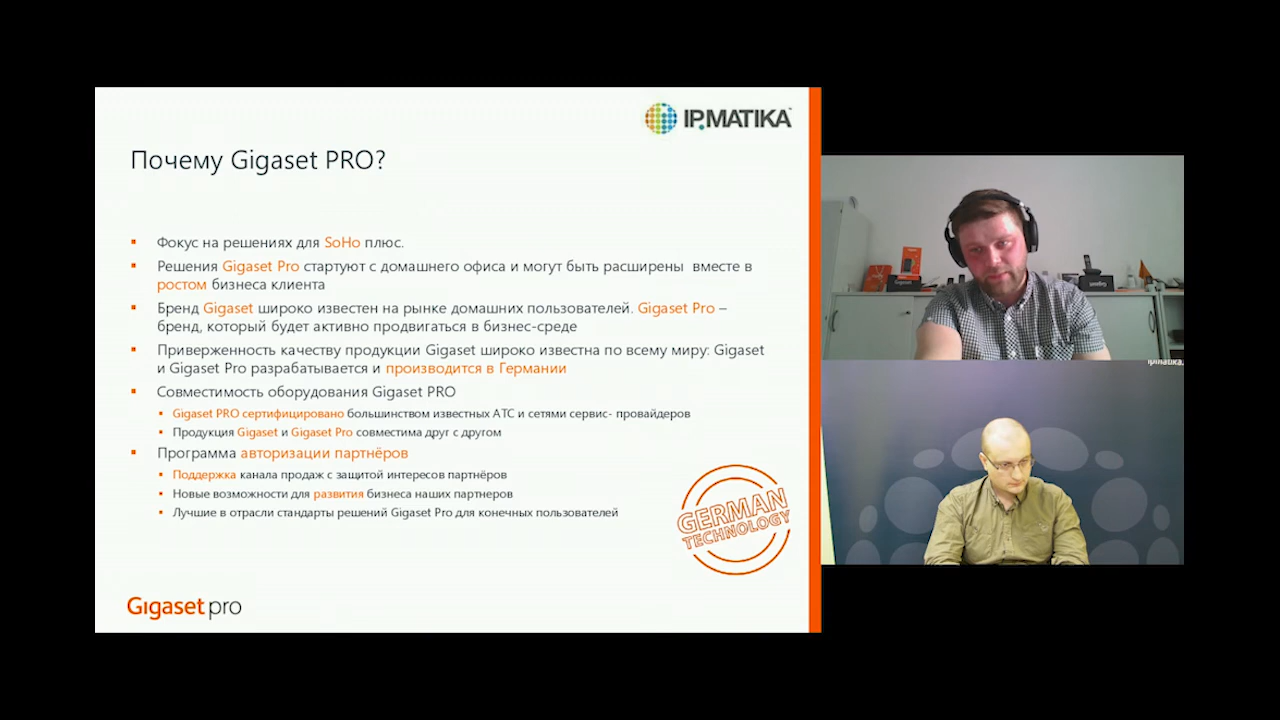 IPMATIKA
Почему Gigaset PRO?
Фокус на решениях для SoHo плюс.
Решения Gigaset Pro стартуют с домашнего офиса и могут быть расширены вместе в
ростом бизнеса клиента
Бренд Gigaset широко известен на рынке домашних пользователей. Gigaset Pro –
бренд, который будет активно продвигаться в бизнес-среде
Приверженность качеству продукции Gigaset широко известна по всему миру: Gigaset
и Gigaset Pro разрабатывается и производится в Германии
Совместимость оборудования Gigaset PRO
Gigaset PRO сертифицировано большинством известных АТС и сетями сервис- провайдеров
Продукция Gigaset и Gigaset Pro совместима друг с другом
Программа авторизации партнёров
Поддержка канала продаж с защитой интересов партнёров
Новые возможности для развития бизнеса наших партнеров
Лучшие в отрасли стандарты решений Gigaset Pro для конечных пользователей
GERMAN
TECHNOLOGY
Gigaset pro